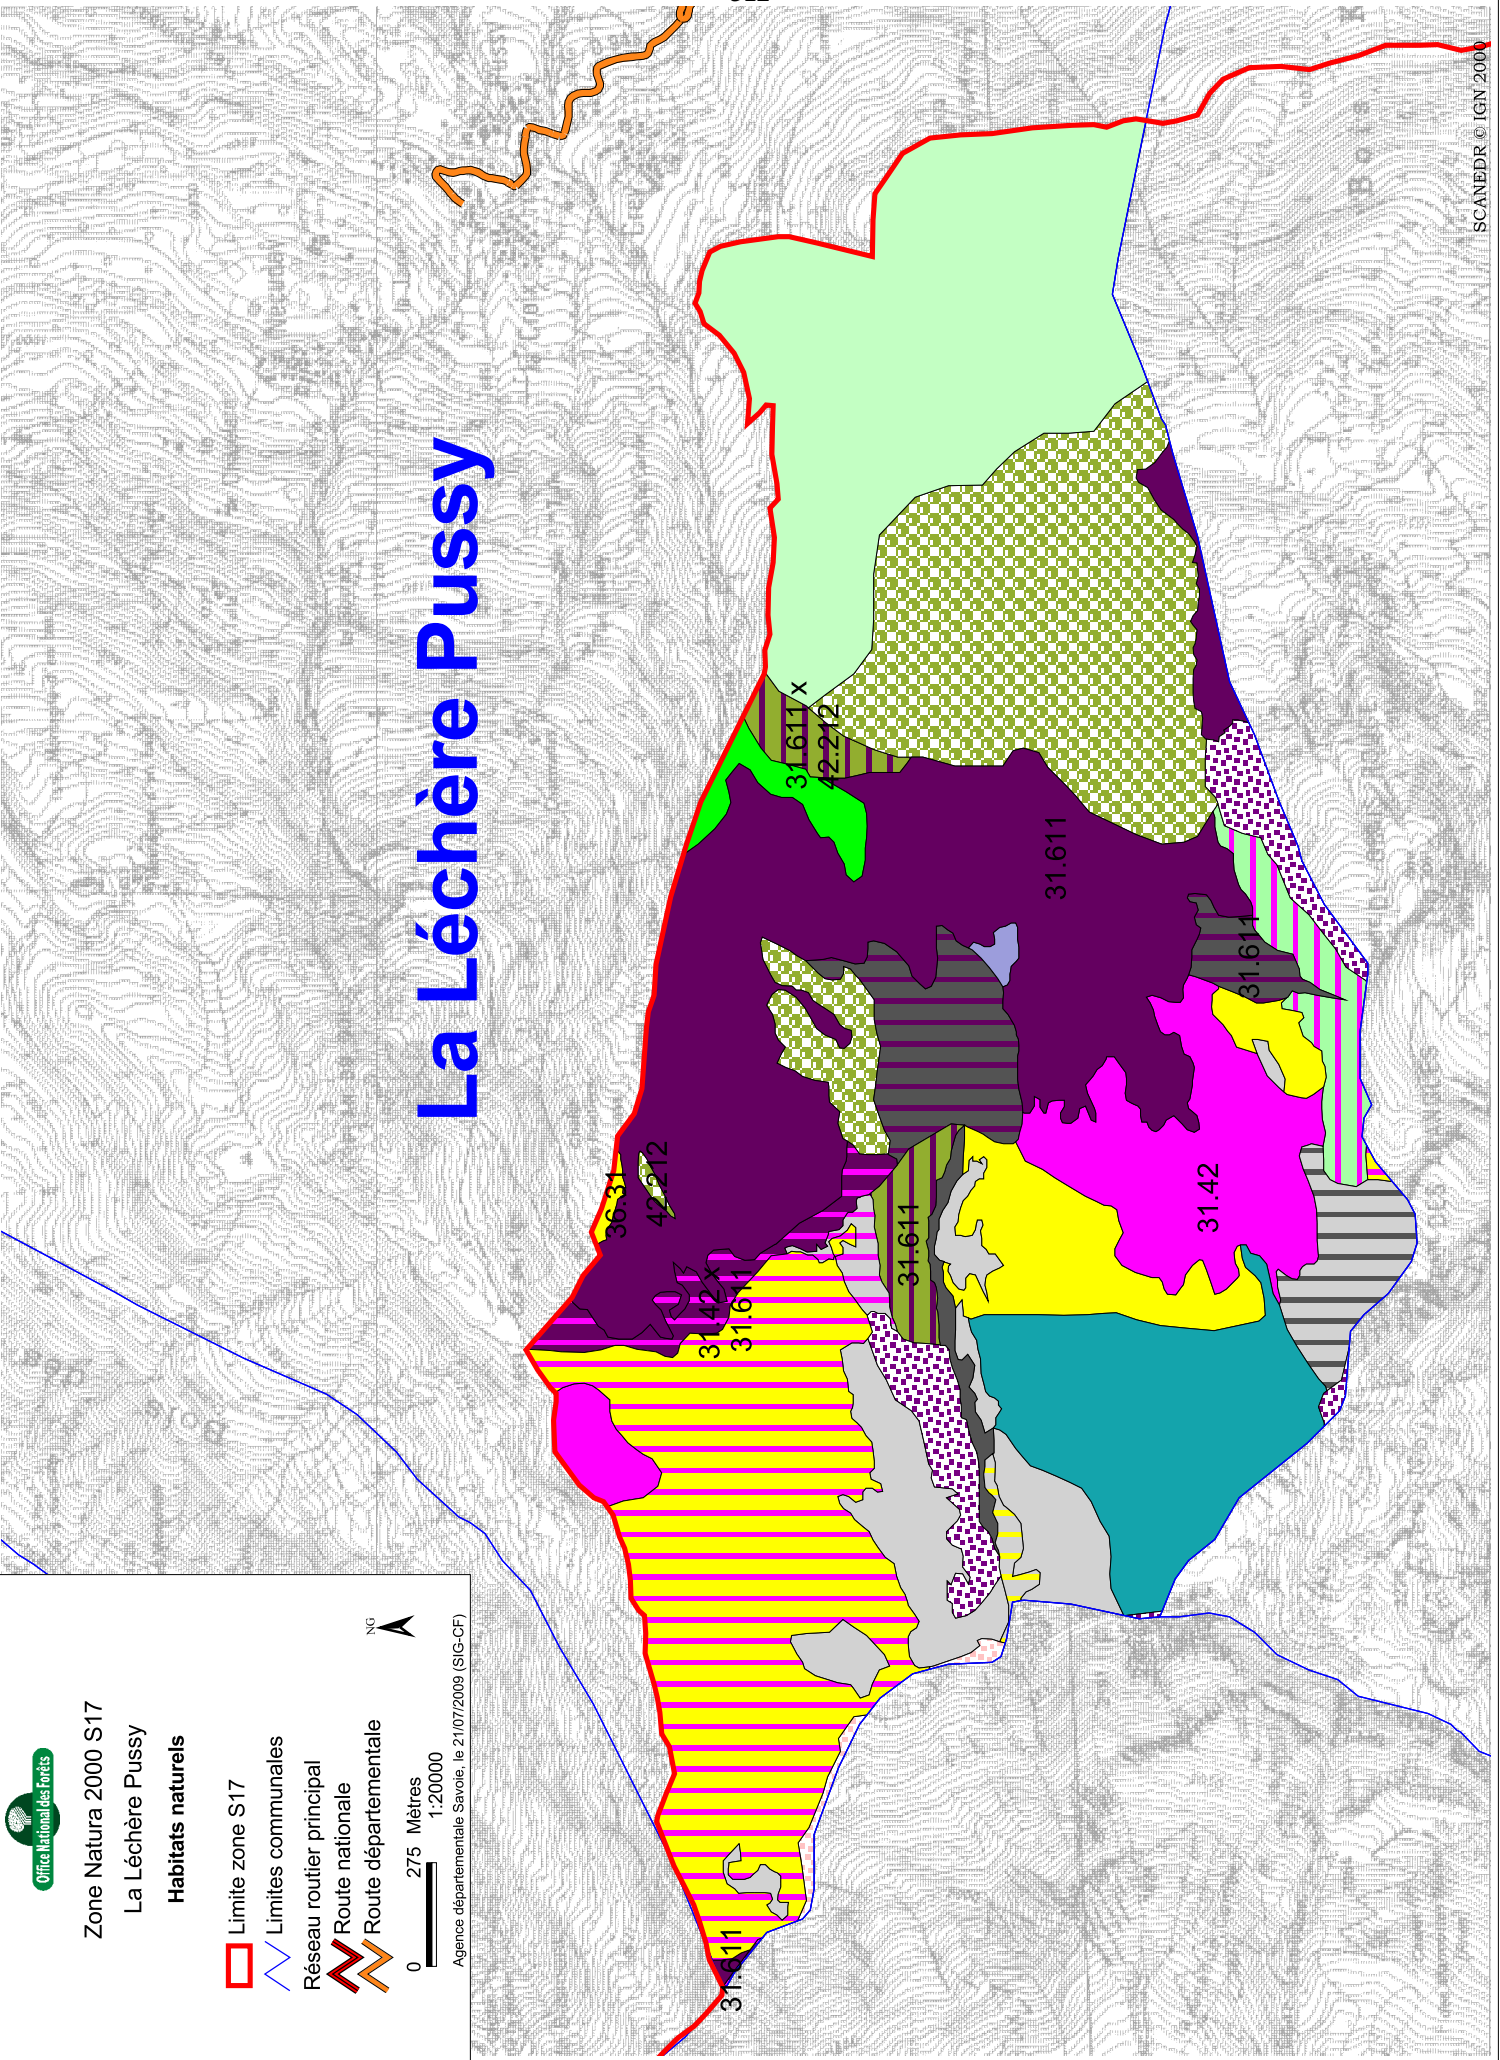 Office National des Forêts
Zone Natura 2000 S17
La Léchère Pussy
Habitats naturels
Limite zone S17
Limites communales
Réseau routier principal
Route nationale
Route départementale
NG
0 275 Mètres
1:20000
Agence départementale Savoie, le 21/07/2009 (SIG-CF)
La Léchère Pussy
36.31
42.212
31.42 x
31.611
31.611 x
42.212
31.611
31.611
31.611
31.42
31.611
SCANEDR © IGN 2000